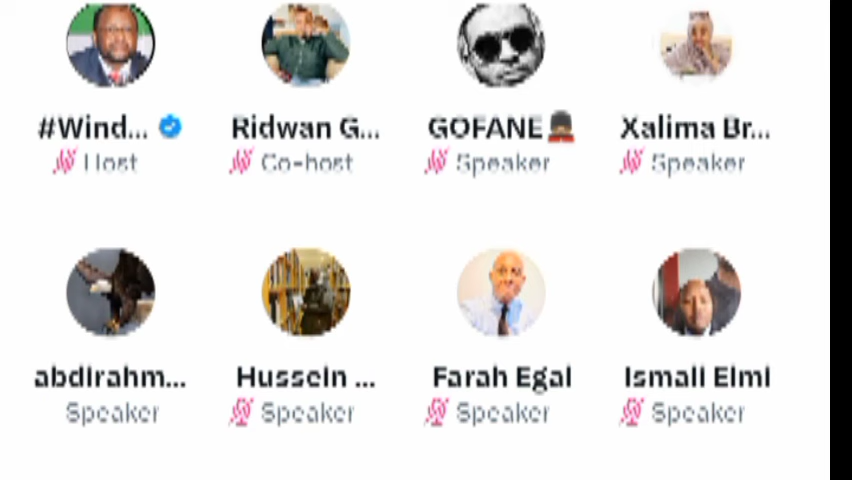 #Wind... Ridwan G... GOFANE Xalima Br...
Host Co-host Speaker Speaker
abdirahm... Hussein ... Farah Egal Ismail Elmi
Speaker Speaker Speaker Speaker